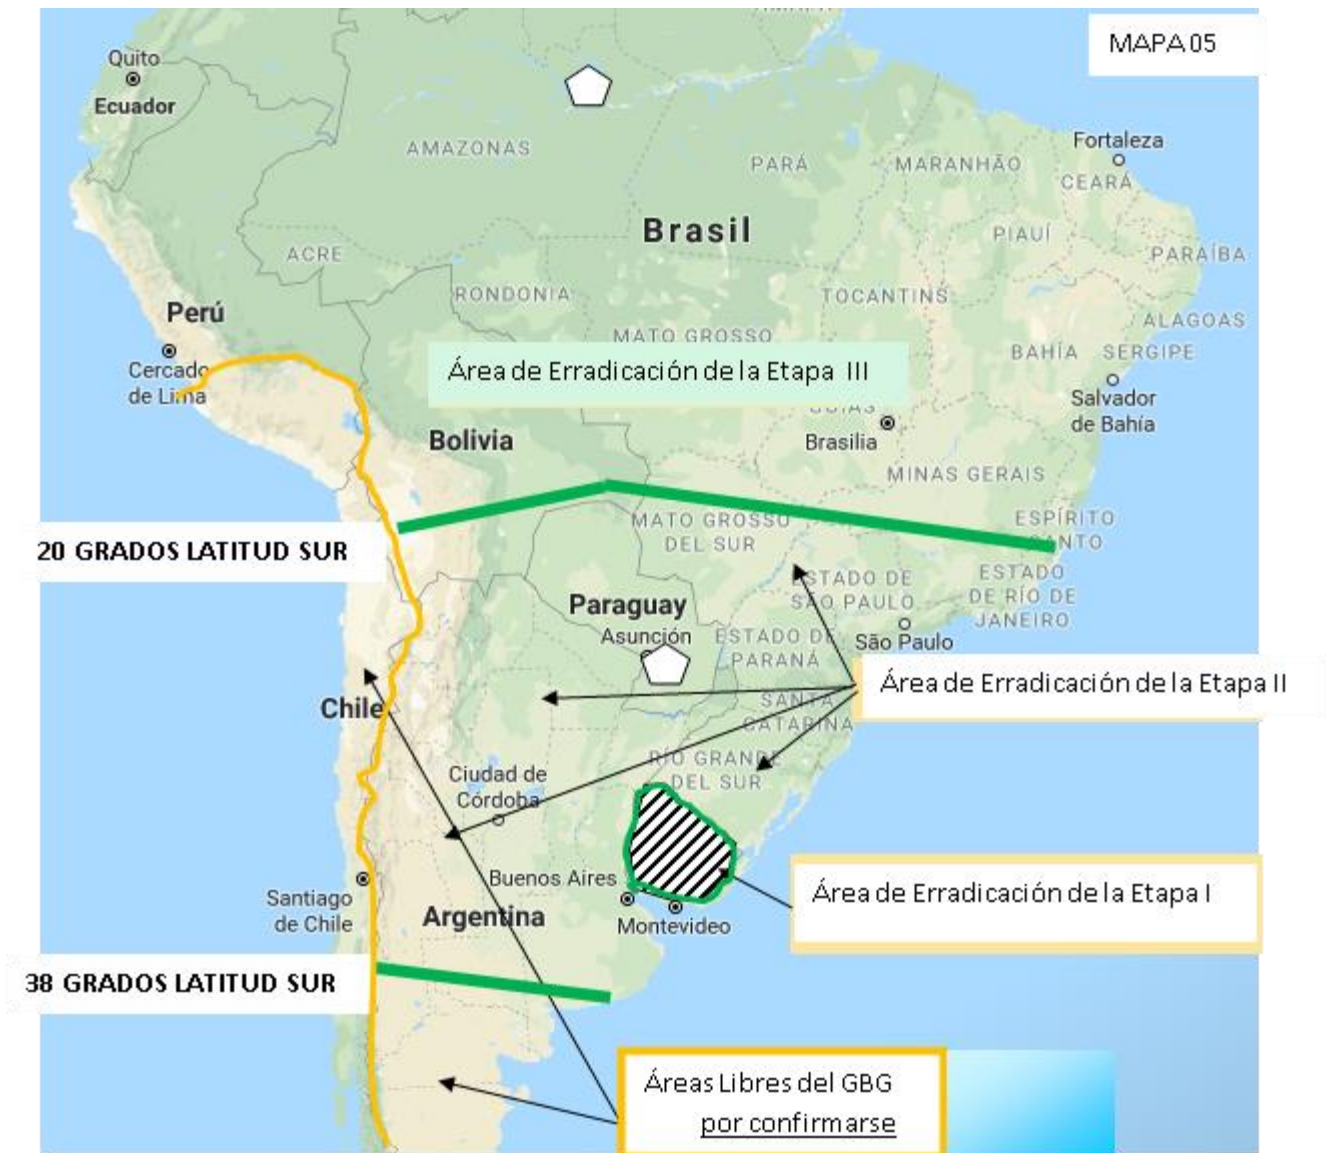 MAPA 05
Quito
Ecuador
Fortaleza
AMAZONAS
PARÁ
MARANHÃO
CEARÁ
Brasil
PIAUÍ
PARAÍBA
ACRE
RONDONIA
TOCANTINS
Perú
ALAGOAS
MATO GROSSO
BAHÍA
SERGIPE
Cercado
de Lima
Área de Erradicación de la Etapa III
Salvador
de Bahía
GOIÁS
Brasilia
Bolivia
MINAS GERAIS
MATO GROSSO
DEL SUR
ESPÍRITO
SANTO
20 GRADOS LATITUD SUR
ESTADO DE
SÃO PAULO
ESTADO
DE RÍO DE
JANEIRO
Paraguay
Asunción
ESTADO DE
PARANÁ
São Paulo
Área de Erradicación de la Etapa II
Chile
SANTA
CATARINA
RÍO GRANDE
DEL SUR
Ciudad de
Córdoba
Buenos Aires
Santiago
de Chile
Área de Erradicación de la Etapa I
Argentina
Montevideo
38 GRADOS LATITUD SUR
Áreas Libres del GBG
por confirmarse